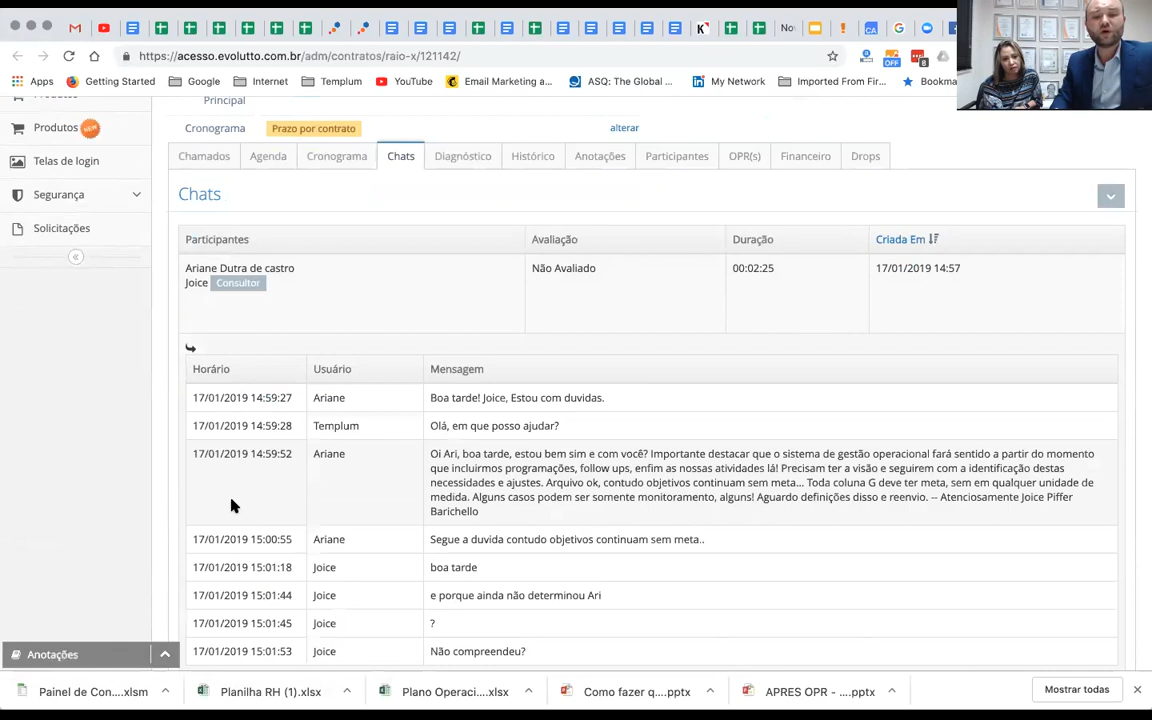 No
https://acesso.evolutto.com.br/adm/contratos/raio-x/121142/
OFF
8
Apps
Getting Started
Google
Internet
Templum
YouTube
Email Marketing a...
ASQ: The Global ...
My Network
Imported From Fir...
Bookma
Produtos NEW
Telas de login
Segurança
Solicitações
Principal
Cronograma Prazo por contrato alterar
Chamados Agenda Cronograma Chats Diagnóstico Histórico Anotações Participantes OPR(s) Financeiro Drops
Chats
Participantes Avaliação Duração Criada Em
Ariane Dutra de castro Não Avaliado 00:02:25 17/01/2019 14:57
Joice Consultor
Horário Usuário Mensagem
17/01/2019 14:59:27 Ariane Boa tarde! Joice, Estou com duvidas.
17/01/2019 14:59:28 Templum Olá, em que posso ajudar?
17/01/2019 14:59:52 Ariane Oi Ari, boa tarde, estou bem sim e com você? Importante destacar que o sistema de gestão operacional fará sentido a partir do momento
que incluirmos programações, follow ups, enfim as nossas atividades lá! Precisam ter a visão e seguirem com a identificação destas
necessidades e ajustes. Arquivo ok, contudo objetivos continuam sem meta... Toda coluna G deve ter meta, sem em qualquer unidade de
medida. Alguns casos podem ser somente monitoramento, alguns! Aguardo definições disso e reenvio. -- Atenciosamente Joice Piffer
Barichello
17/01/2019 15:00:55 Ariane Segue a duvida contudo objetivos continuam sem meta..
17/01/2019 15:01:18 Joice boa tarde
17/01/2019 15:01:44 Joice e porque ainda não determinou Ari
17/01/2019 15:01:45 Joice ?
17/01/2019 15:01:53 Joice Não compreendeu?
Anotações
Painel de Con....xlsm
Planilha RH (1).xlsx
Plano Operaci....xlsx
Como fazer q....pptx
APRES OPR - ....pptx
Mostrar todas